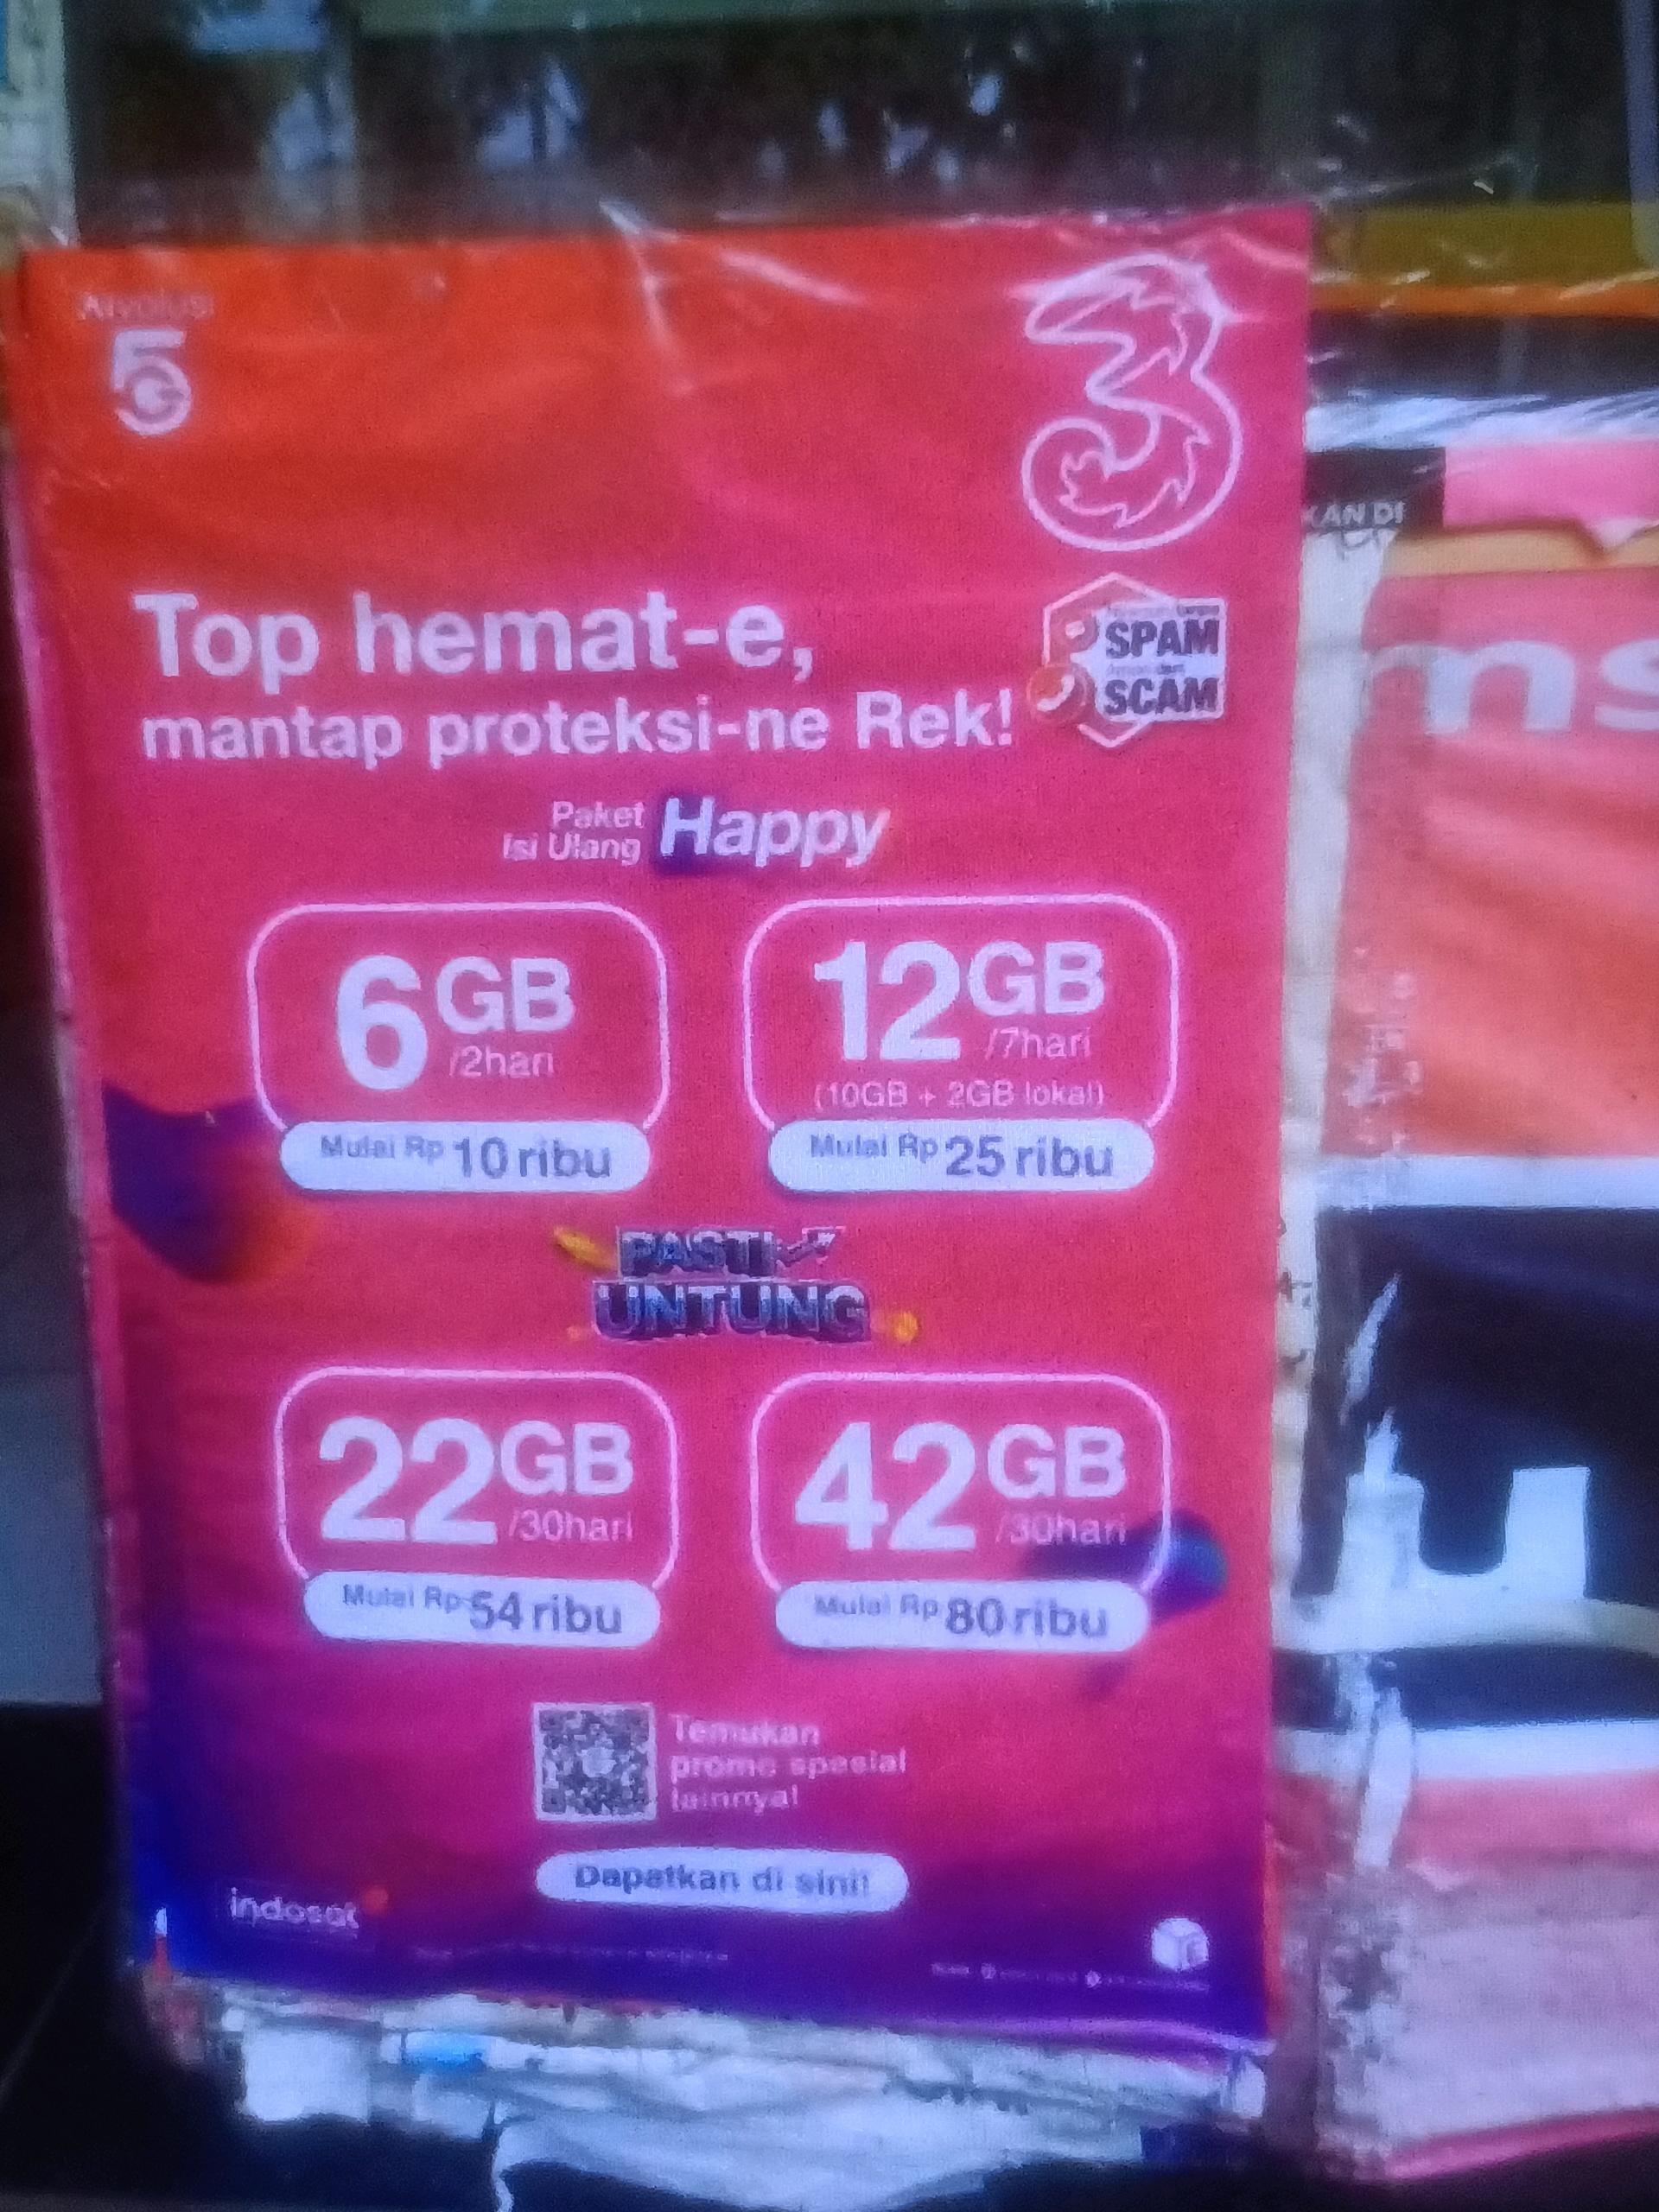 5G
3
Top hemat-e,
mantap proteksi-ne Rek!
SPAM
SCAM
Paket
Isi Ulang
Happy
6GB
/2hari
Mulai Rp 10 ribu
12GB
/7hari
(10GB + 2GB lokal)
Mulai Rp 25 ribu
PASTI
UNTUNG
22GB
/30hari
Mulai Rp 54 ribu
42GB
/30hari
Mulai Rp 80 ribu
Temukan
promo spesial
lainnya!
Dapatkan di sini!
indosat
KAN DI